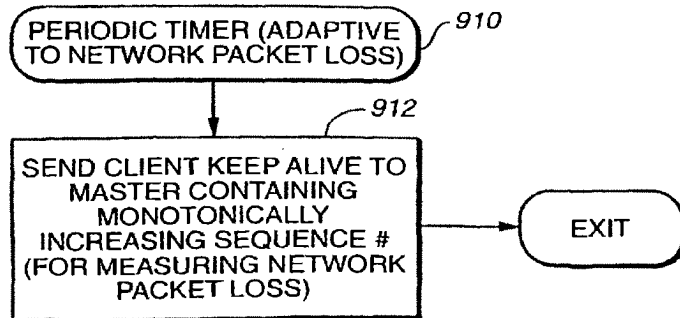 PERIODIC TIMER (ADAPTIVE
TO NETWORK PACKET LOSS)
910
912
SEND CLIENT KEEP ALIVE TO
MASTER CONTAINING
MONOTONICALLY
INCREASING SEQUENCE #
(FOR MEASURING NETWORK
PACKET LOSS)
EXIT